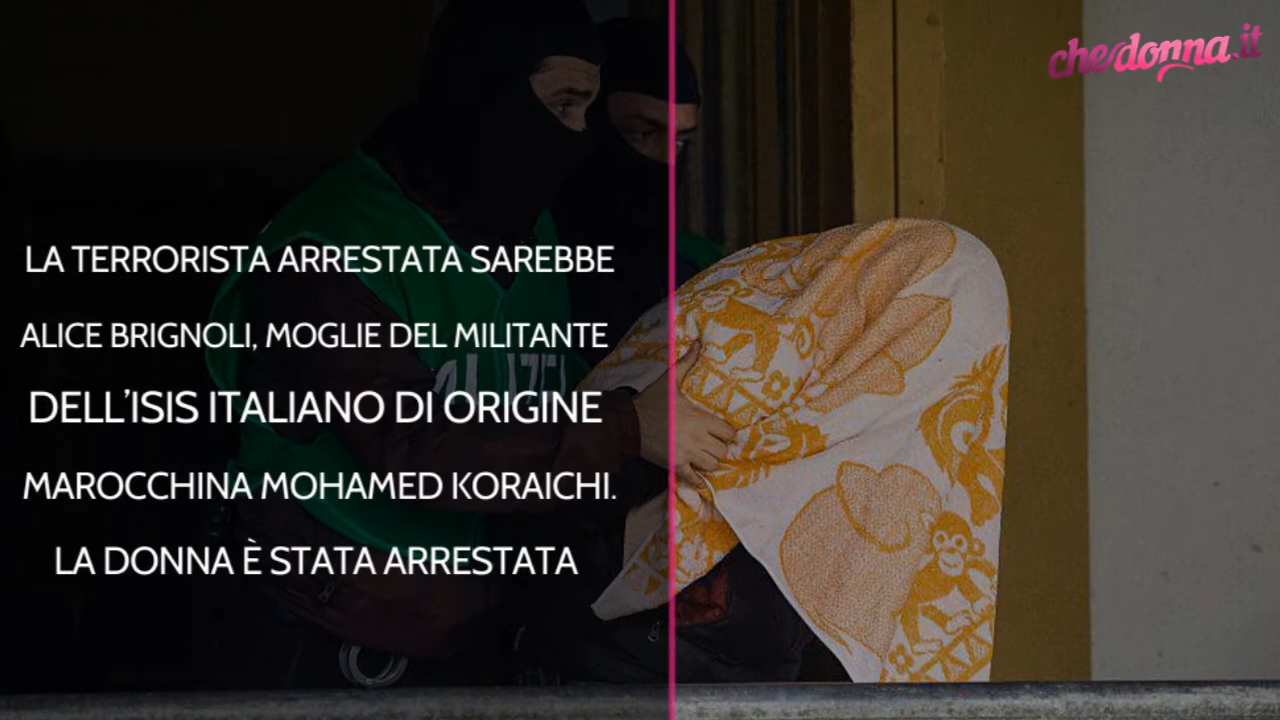 chedonna.it
LA TERRORISTA ARRESTATA SAREBBE
ALICE BRIGNOLI, MOGLIE DEL MILITANTE
DELL'ISIS ITALIANO DI ORIGINE
MAROCCHINA MOHAMED KORAICHI.
LA DONNA È STATA ARRESTATA